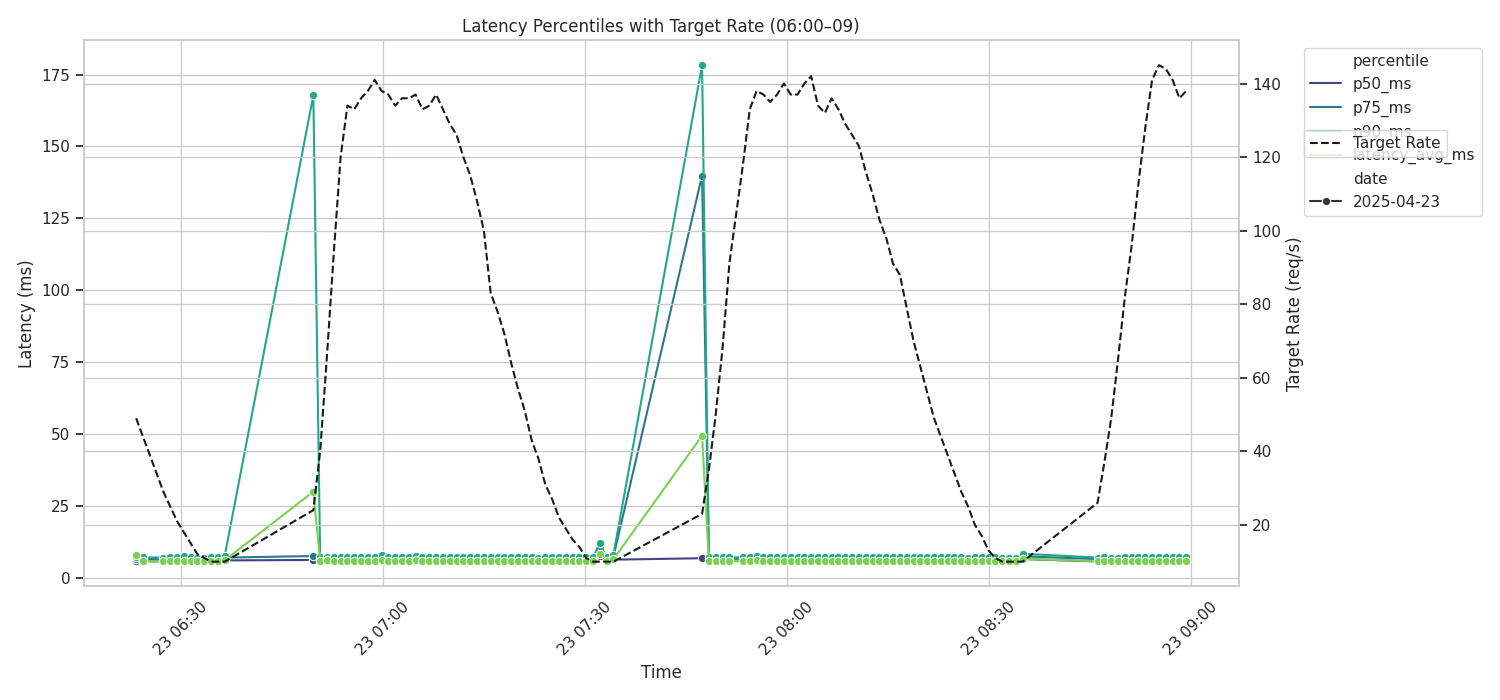 Latency Percentiles with Target Rate (06:00–09)
175
150
125
100
75
50
25
0
Latency (ms)
140
120
100
80
60
40
20
Target Rate (req/s)
23 06:30
23 07:00
23 07:30
23 08:00
23 08:30
23 09:00
Time
percentile
p50_ms
p75_ms
p90_ms
Target Rate
latency_avg_ms
date
2025-04-23